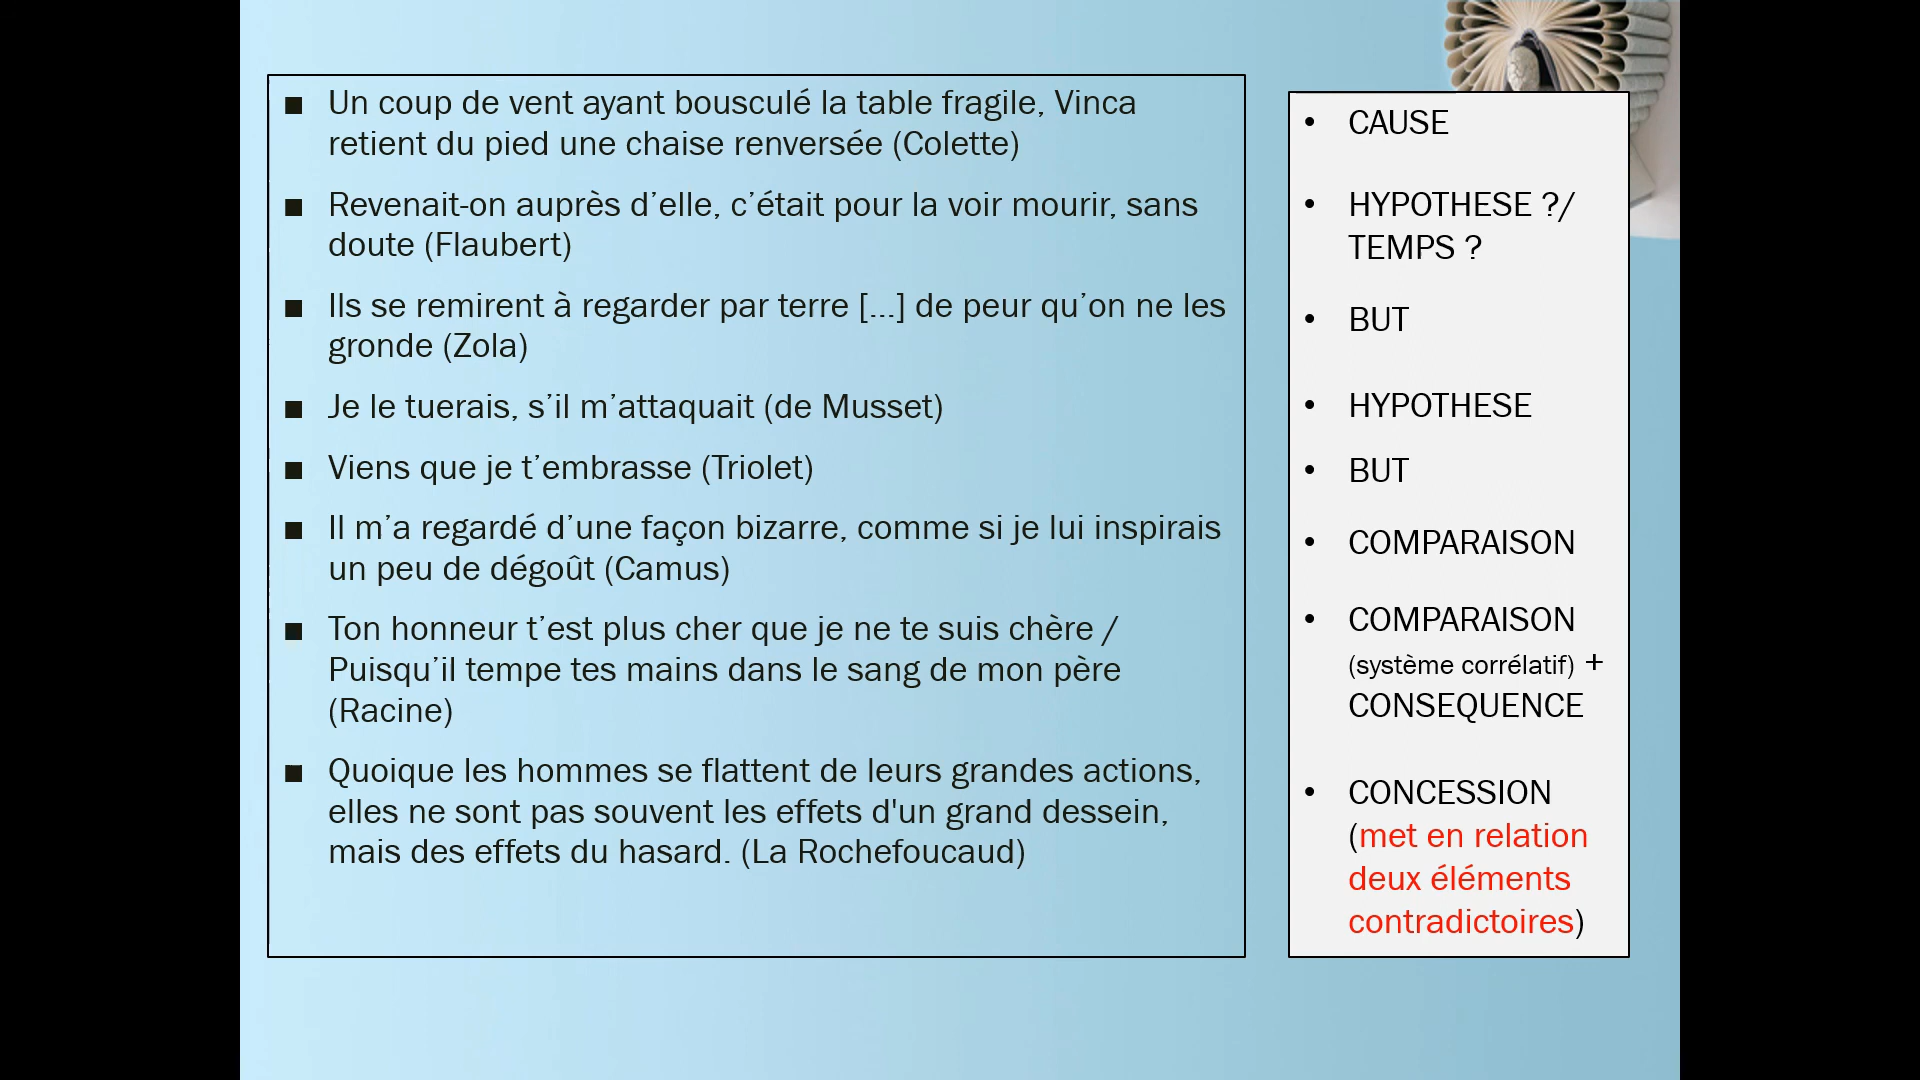 ■ Un coup de vent ayant bousculé la table fragile, Vinca
retient du pied une chaise renversée (Colette)
■ Revenait-on auprès d’elle, c’était pour la voir mourir, sans
doute (Flaubert)
■ Ils se remirent à regarder par terre [...] de peur qu’on ne les
gronde (Zola)
■ Je le tuerais, s’il m’attaquait (de Musset)
■ Viens que je t’embrasse (Triolet)
■ Il m’a regardé d’une façon bizarre, comme si je lui inspirais
un peu de dégoût (Camus)
■ Ton honneur t’est plus cher que je ne te suis chère /
Puisqu’il tempe tes mains dans le sang de mon père
(Racine)
■ Quoique les hommes se flattent de leurs grandes actions,
elles ne sont pas souvent les effets d'un grand dessein,
mais des effets du hasard. (La Rochefoucaud)
• CAUSE
• HYPOTHESE ?/
TEMPS ?
• BUT
• HYPOTHESE
• BUT
• COMPARAISON
• COMPARAISON
(système corrélatif) +
CONSEQUENCE
• CONCESSION
(met en relation
deux éléments
contradictoires)